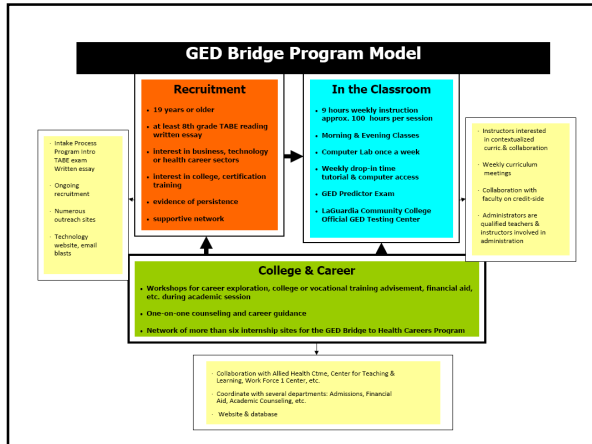 GED Bridge Program Model
Recruitment
• 19 years or older
• at least 8th grade TABE reading
written essay
• interest in business, technology
or health career sectors
• interest in college, certification
training
• evidence of persistence
• supportive network
In the Classroom
• 9 hours weekly instruction
approx. 100 hours per session
• Morning & Evening Classes
• Computer Lab once a week
• Weekly drop-in time
tutorial & computer access
• GED Predictor Exam
• LaGuardia Community College
Official GED Testing Center
· Intake Process
Program Intro
TABE exam
Written essay
· Ongoing
recruitment
· Numerous
outreach sites
· Technology
website, email
blasts
· Instructors interested
in contextualized
curric.& collaboration
· Weekly curriculum
meetings
· Collaboration with
faculty on credit-side
· Administrators are
qualified teachers &
instructors involved in
administration
College & Career
• Workshops for career exploration, college or vocational training advisement, financial aid,
etc. during academic session
• One-on-one counseling and career guidance
• Network of more than six internship sites for the GED Bridge to Health Careers Program
· Collaboration with Allied Health Ctme, Center for Teaching &
Learning, Work Force 1 Center, etc.
· Coordinate with several departments: Admissions, Financial
Aid, Academic Counseling, etc.
· Website & database